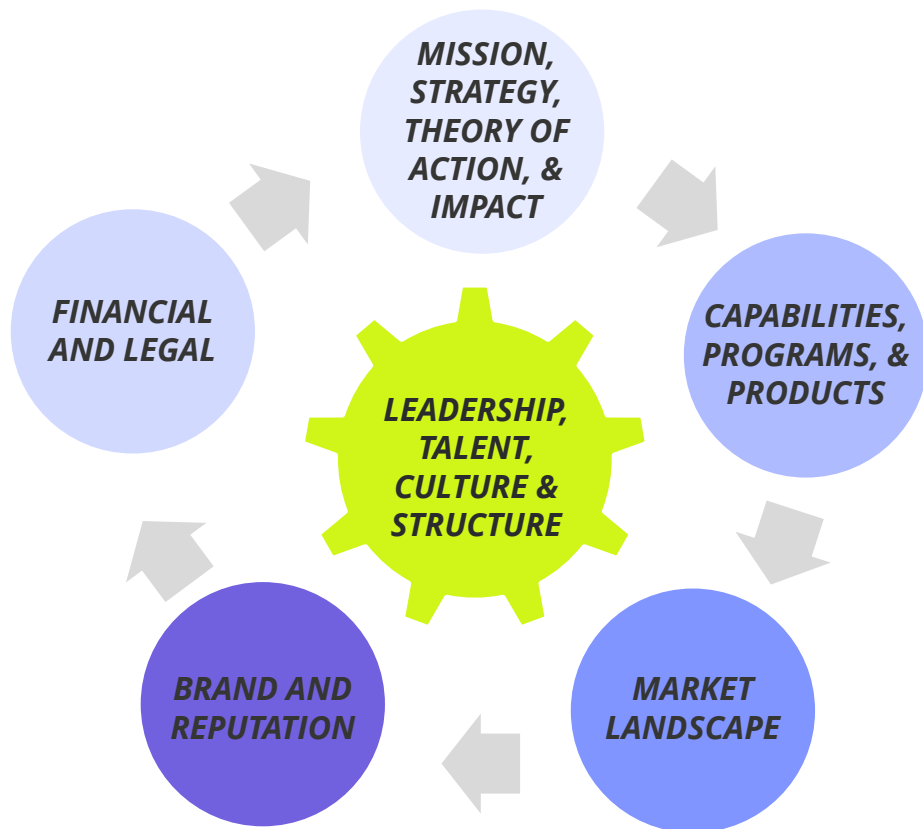 MISSION,
STRATEGY,
THEORY OF
ACTION, &
IMPACT
CAPABILITIES,
PROGRAMS, &
PRODUCTS
MARKET
LANDSCAPE
BRAND AND
REPUTATION
FINANCIAL
AND LEGAL
LEADERSHIP,
TALENT,
CULTURE &
STRUCTURE